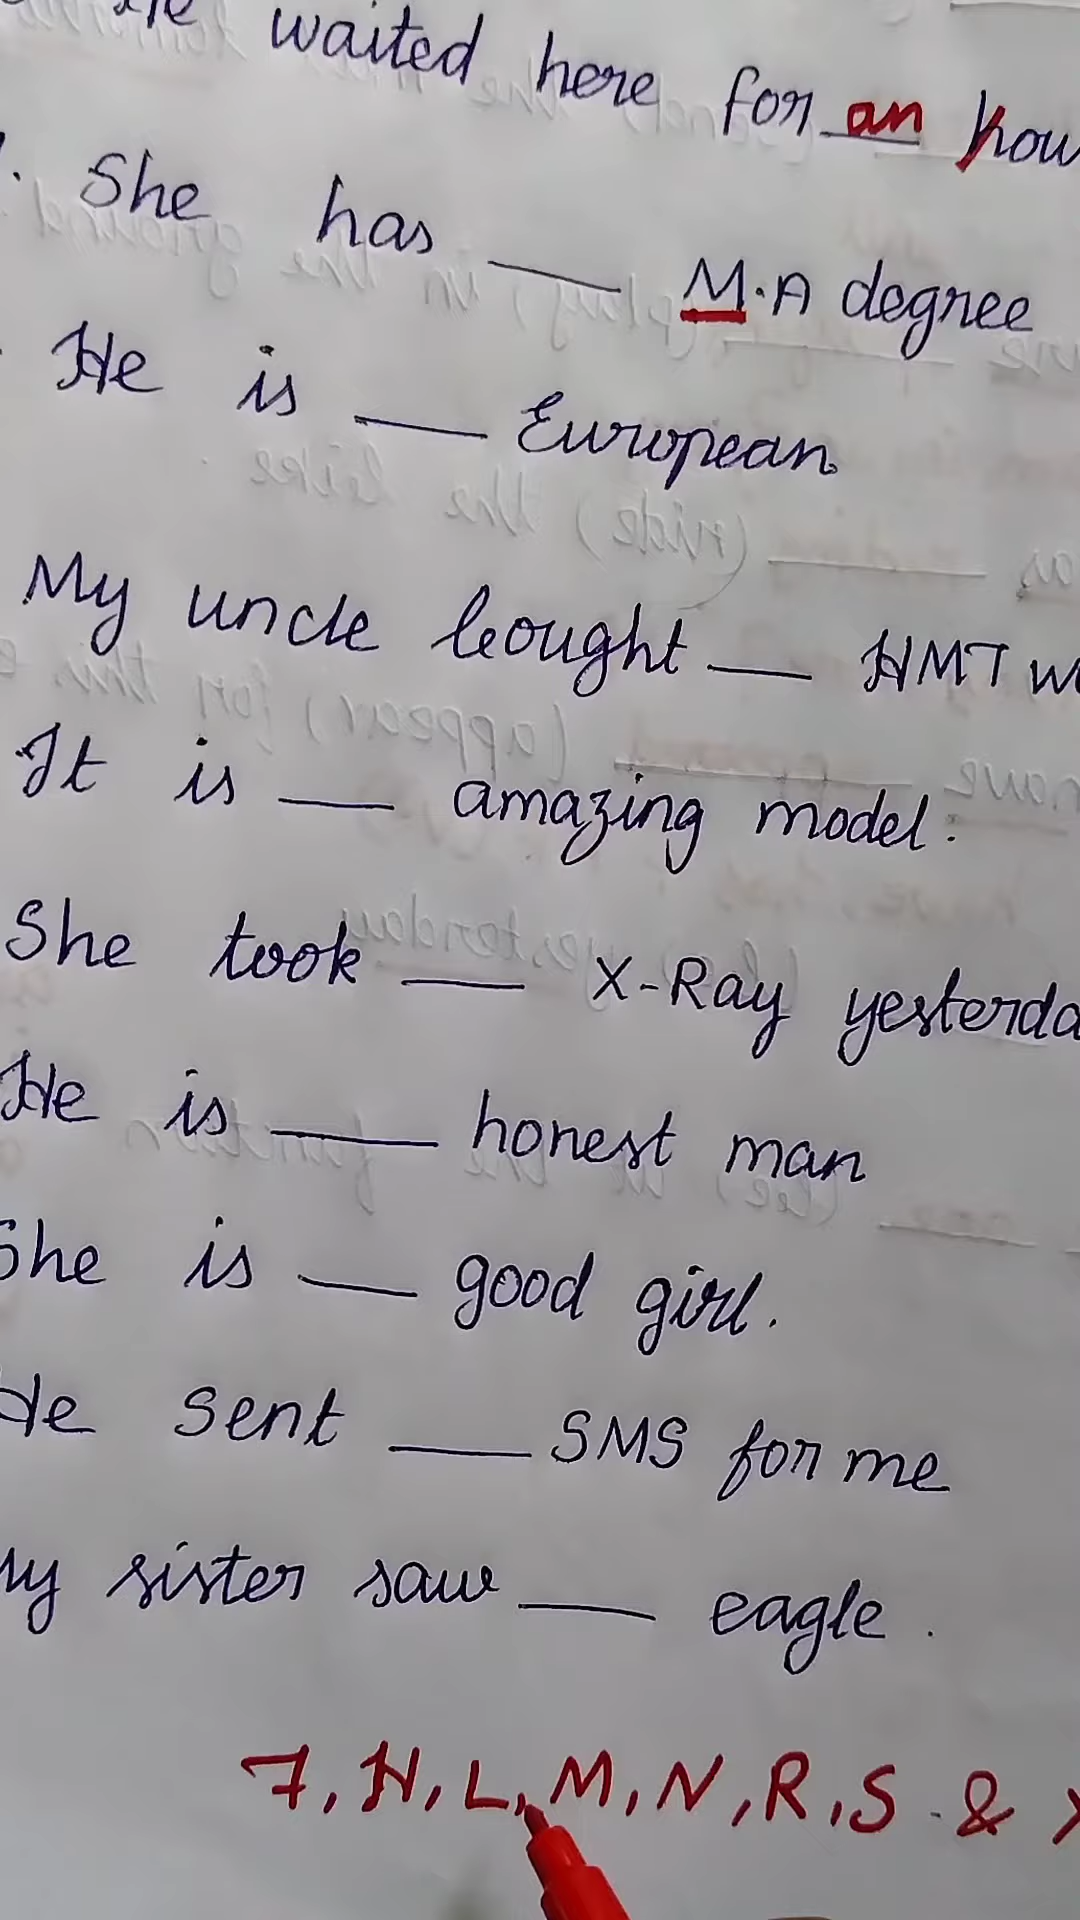 He waited here for an hou
She has ___ M.A degree
He is ___ European
My uncle bought ___ HMT w
It is ___ amazing model.
She took ___ X-Ray yesterda
He is ___ honest man
She is ___ good girl.
He sent ___ SMS for me
My sister saw ___ eagle.
F, H, L, M, N, R, S & X